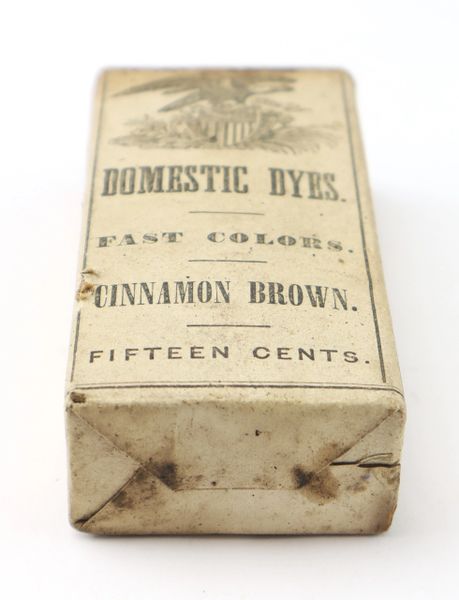 DOMESTIC DYES.
FAST COLORS.
CINNAMON BROWN.
FIFTEEN CENTS.